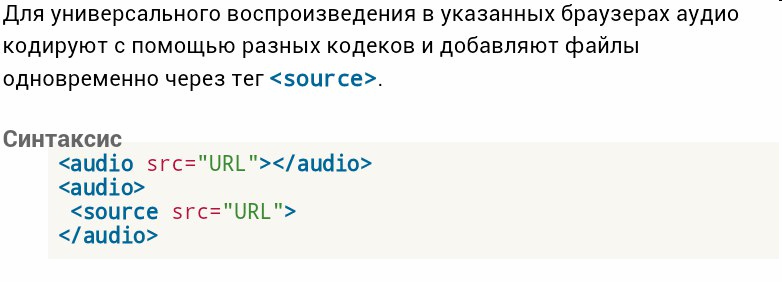 Для универсального воспроизведения в указанных браузерах аудио
кодируют с помощью разных кодеков и добавляют файлы
одновременно через тег <source>.
Синтаксис
<audio src="URL"></audio>
<audio>
<source src="URL">
</audio>